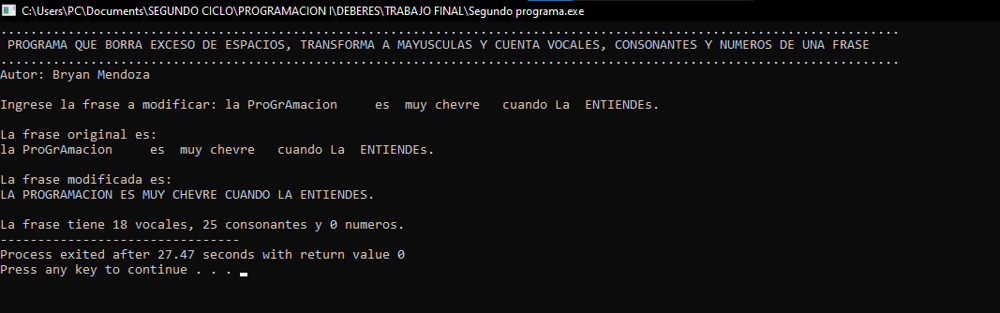 C:\Users\PC\Documents\SEGUNDO CICLO\PROGRAMACION I\DEBERES\TRABAJO FINAL\Segundo programa.exe
........................................................................................................................
PROGRAMA QUE BORRA EXCESO DE ESPACIOS, TRANSFORMA A MAYUSCULAS Y CUENTA VOCALES, CONSONANTES Y NUMEROS DE UNA FRASE
........................................................................................................................
Autor: Bryan Mendoza
Ingrese la frase a modificar: la ProGrAmacion     es  muy chevre   cuando La  ENTIENDEs.
La frase original es:
la ProGrAmacion     es  muy chevre   cuando La  ENTIENDEs.
La frase modificada es:
LA PROGRAMACION ES MUY CHEVRE CUANDO LA ENTIENDES.
La frase tiene 18 vocales, 25 consonantes y 0 numeros.
--------------------------------
Process exited after 27.47 seconds with return value 0
Press any key to continue . . .